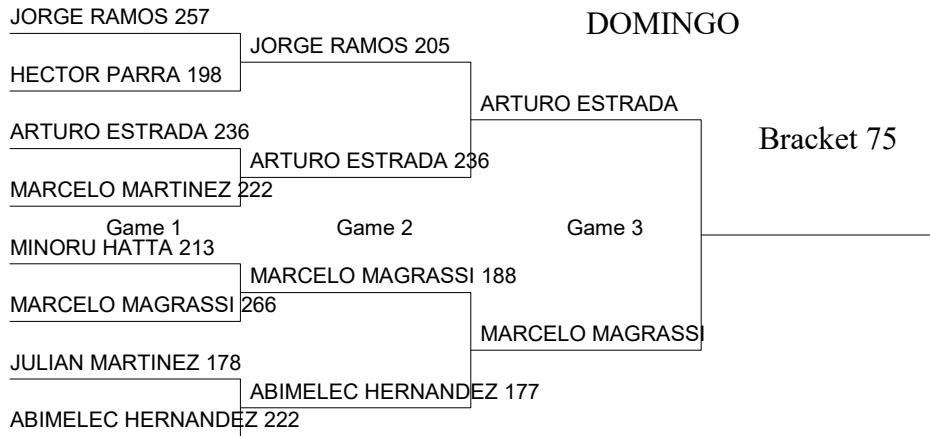 JORGE RAMOS 257
DOMINGO
JORGE RAMOS 205
HECTOR PARRA 198
ARTURO ESTRADA
ARTURO ESTRADA 236
Bracket 75
ARTURO ESTRADA 236
MARCELO MARTINEZ 222
Game 1
Game 2
Game 3
MINORU HATTA 213
MARCELO MAGRASSI 188
MARCELO MAGRASSI 266
MARCELO MAGRASSI
JULIAN MARTINEZ 178
ABIMELEC HERNANDEZ 177
ABIMELEC HERNANDEZ 222